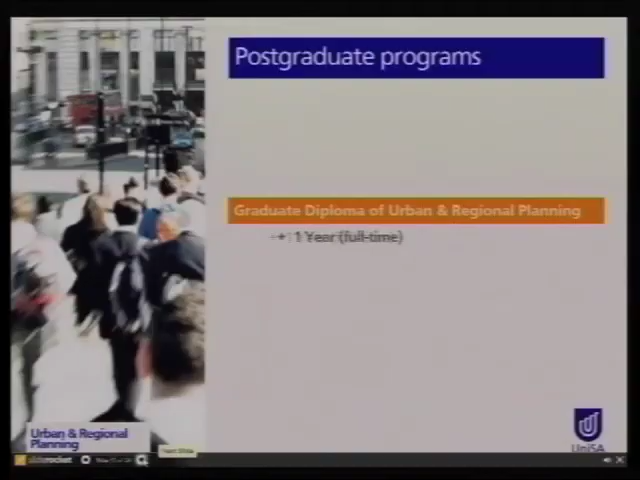 Postgraduate programs
Graduate Diploma of Urban & Regional Planning
1 Year (full-time)
Urban & Regional
Planning
UniSA